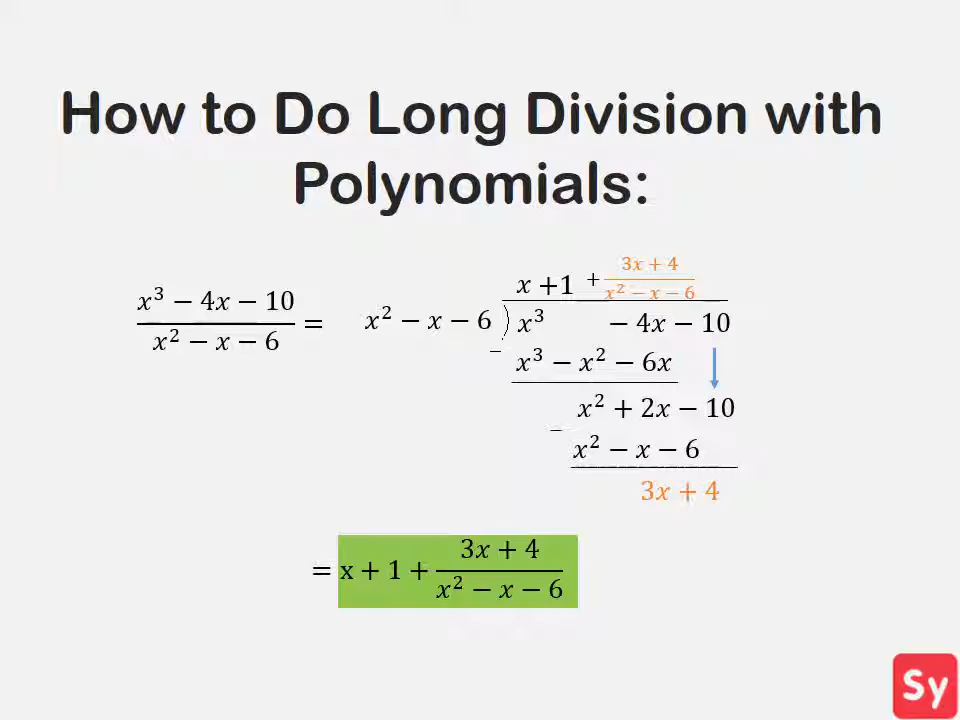 How to Do Long Division with
Polynomials:
3x + 4
x + 1 + x² − x − 6
x³ − 4x − 10
x² − x − 6 =
x² − x − 6 ) x³ − 4x − 10
−
x³ − x² − 6x
x² + 2x − 10
−
x² − x − 6
3x + 4
3x + 4
= x + 1 +
x² − x − 6
Sy